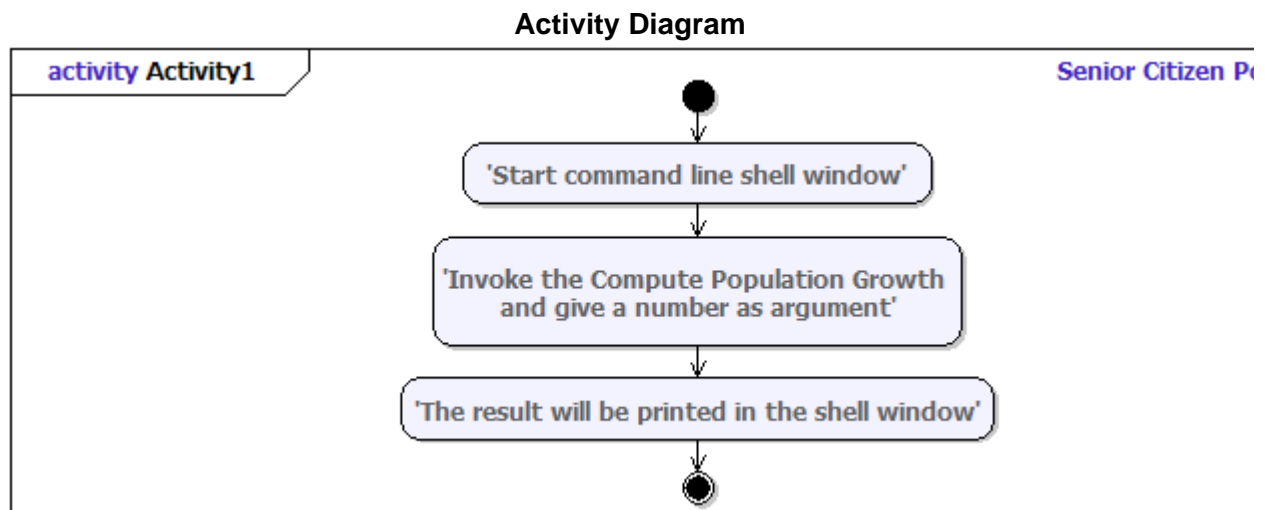 Activity Diagram
activity Activity1
Senior Citizen
'Start command line shell window'
'Invoke the Compute Population Growth
and give a number as argument'
'The result will be printed in the shell window'